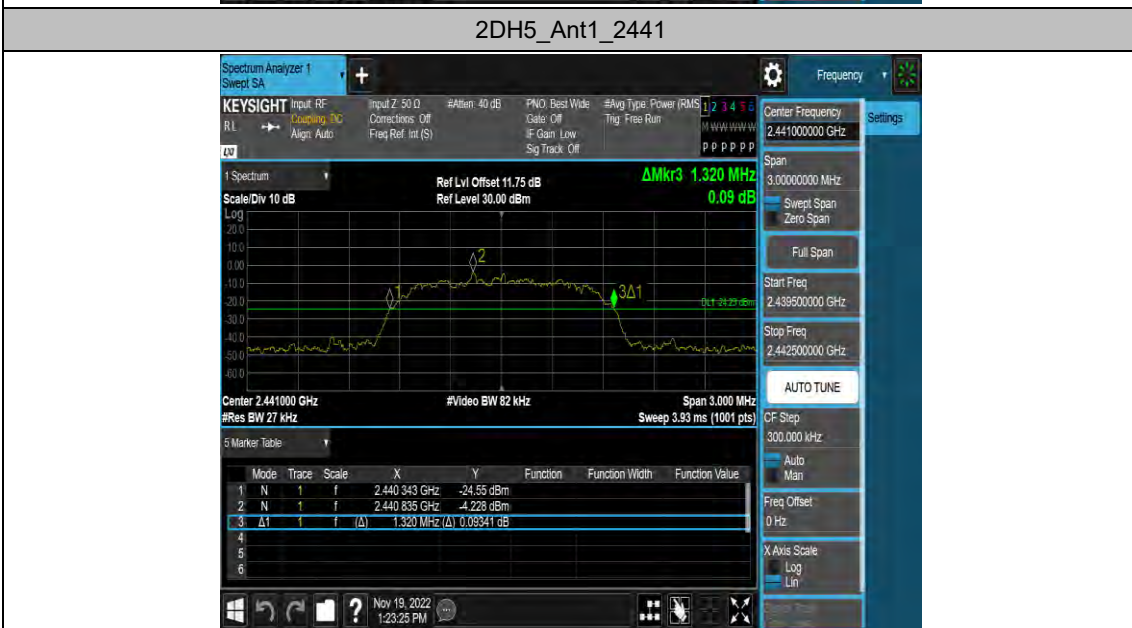 2DH5_Ant1_2441
Spectrum Analyzer 1
Swept SA
+
Frequency
KEYSIGHT
R L
LXI
Input: RF
Coupling: DC
Align: Auto
Input Z: 50 Ω
Corrections: Off
Freq Ref: Int (S)
#Atten: 40 dB
PNO: Best Wide
Gate: Off
IF Gain: Low
Sig Track: Off
#Avg Type: Power (RMS
Trig: Free Run
1 2 3 4 5 6
M W W W W W
P P P P P P
Center Frequency
2.441000000 GHz
Settings
Span
3.00000000 MHz
Swept Span
Zero Span
Full Span
Start Freq
2.439500000 GHz
Stop Freq
2.442500000 GHz
AUTO TUNE
CF Step
300.000 kHz
Auto
Man
Freq Offset
0 Hz
X Axis Scale
Log
Lin
1 Spectrum
Scale/Div 10 dB
Log
Ref Lvl Offset 11.75 dB
Ref Level 30.00 dBm
ΔMkr3 1.320 MHz
0.09 dB
20.0
10.0
0.00
-10.0
-20.0
-30.0
-40.0
-50.0
-60.0
1
2
3Δ1
DL1 -24.23 dBm
Center 2.441000 GHz
#Res BW 27 kHz
#Video BW 82 kHz
Span 3.000 MHz
Sweep 3.93 ms (1001 pts)
5 Marker Table
Mode Trace Scale X Y Function Function Width Function Value
1 N 1 f 2.440 343 GHz -24.55 dBm
2 N 1 f 2.440 835 GHz -4.228 dBm
3 Δ1 1 f (Δ) 1.320 MHz (Δ) 0.09341 dB
4
5
6
?
Nov 19, 2022
1:23:25 PM